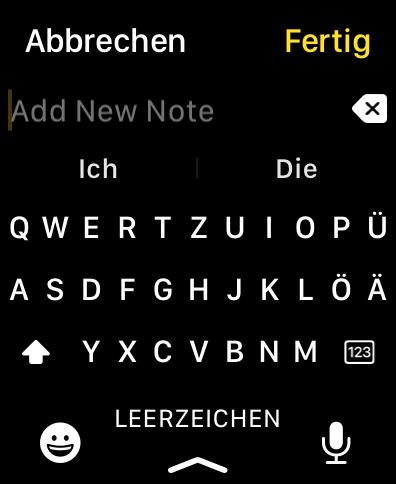 Abbrechen Fertig
Add New Note
Ich Die
Q W E R T Z U I O P Ü
A S D F G H J K L Ö Ä
Y X C V B N M 123
LEERZEICHEN